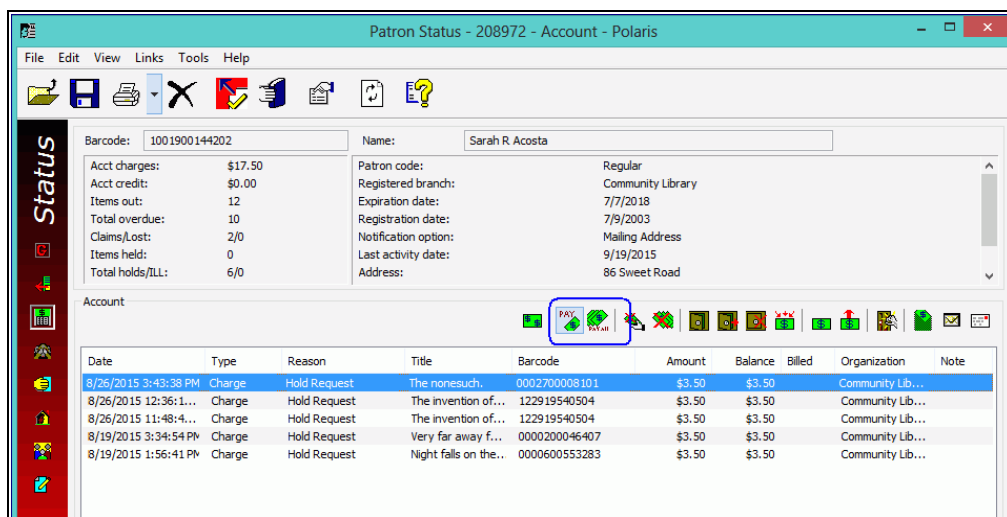 Patron Status - 208972 - Account - Polaris
File Edit View Links Tools Help
Status
Barcode: 1001900144202 Name: Sarah R Acosta
Acct charges: $17.50 Patron code: Regular
Acct credit: $0.00 Registered branch: Community Library
Items out: 12 Expiration date: 7/7/2018
Total overdue: 10 Registration date: 7/9/2003
Claims/Lost: 2/0 Notification option: Mailing Address
Items held: 0 Last activity date: 9/19/2015
Total holds/ILL: 6/0 Address: 86 Sweet Road
Account
PAY PAY all
Date Type Reason Title Barcode Amount Balance Billed Organization Note
8/26/2015 3:43:38 PM Charge Hold Request The nonesuch. 0002700008101 $3.50 $3.50 Community Lib...
8/26/2015 12:36:1... Charge Hold Request The invention of... 122919540504 $3.50 $3.50 Community Lib...
8/26/2015 11:48:4... Charge Hold Request The invention of... 122919540504 $3.50 $3.50 Community Lib...
8/19/2015 3:34:54 PM Charge Hold Request Very far away f... 0000200046407 $3.50 $3.50 Community Lib...
8/19/2015 1:56:41 PM Charge Hold Request Night falls on the... 0000600553283 $3.50 $3.50 Community Lib...